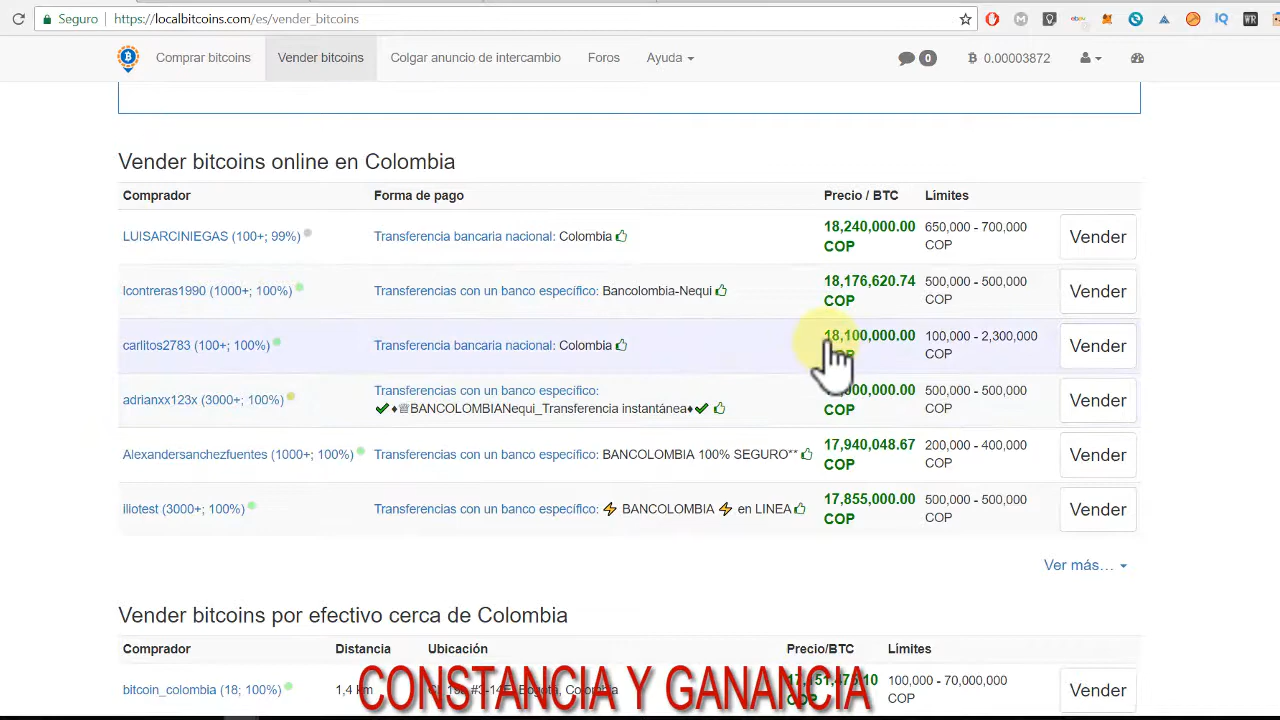 Seguro https://localbitcoins.com/es/vender_bitcoins
Comprar bitcoins Vender bitcoins Colgar anuncio de intercambio Foros Ayuda 0 0.00003872
Vender bitcoins online en Colombia
Comprador Forma de pago Precio / BTC Límites
LUISARCINIEGAS (100+; 99%) Transferencia bancaria nacional: Colombia 18,240,000.00 COP 650,000 - 700,000 COP Vender
lcontreras1990 (1000+; 100%) Transferencias con un banco específico: Bancolombia-Nequi 18,176,620.74 COP 500,000 - 500,000 COP Vender
carlitos2783 (100+; 100%) Transferencia bancaria nacional: Colombia 18,100,000.00 100,000 - 2,300,000 COP Vender
adrianxx123x (3000+; 100%) Transferencias con un banco específico: ✔♦♕BANCOLOMBIANequi_Transferencia instantánea♦✔ COP 500,000 - 500,000 COP Vender
Alexandersanchezfuentes (1000+; 100%) Transferencias con un banco específico: BANCOLOMBIA 100% SEGURO** 17,940,048.67 COP 200,000 - 400,000 COP Vender
iliotest (3000+; 100%) Transferencias con un banco específico: ⚡ BANCOLOMBIA ⚡ en LINEA 17,855,000.00 COP 500,000 - 500,000 COP Vender
Ver más…
Vender bitcoins por efectivo cerca de Colombia
Comprador Distancia Ubicación Precio/BTC Límites
bitcoin_colombia (18; 100%) 1.4 km Bogotá, Colombia COP 100,000 - 70,000,000 COP Vender
CONSTANCIA Y GANANCIA